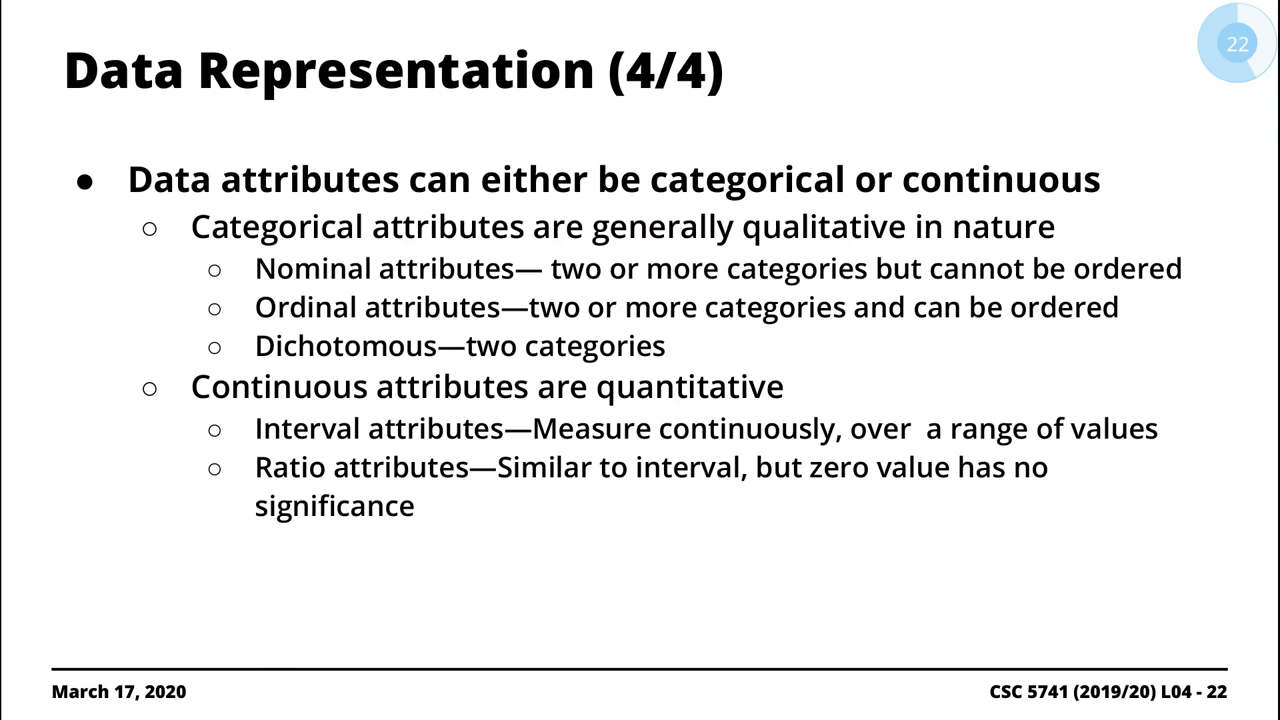 22
Data Representation (4/4)
● Data attributes can either be categorical or continuous
○ Categorical attributes are generally qualitative in nature
○ Nominal attributes— two or more categories but cannot be ordered
○ Ordinal attributes—two or more categories and can be ordered
○ Dichotomous—two categories
○ Continuous attributes are quantitative
○ Interval attributes—Measure continuously, over  a range of values
○ Ratio attributes—Similar to interval, but zero value has no
significance
March 17, 2020
CSC 5741 (2019/20) L04 - 22